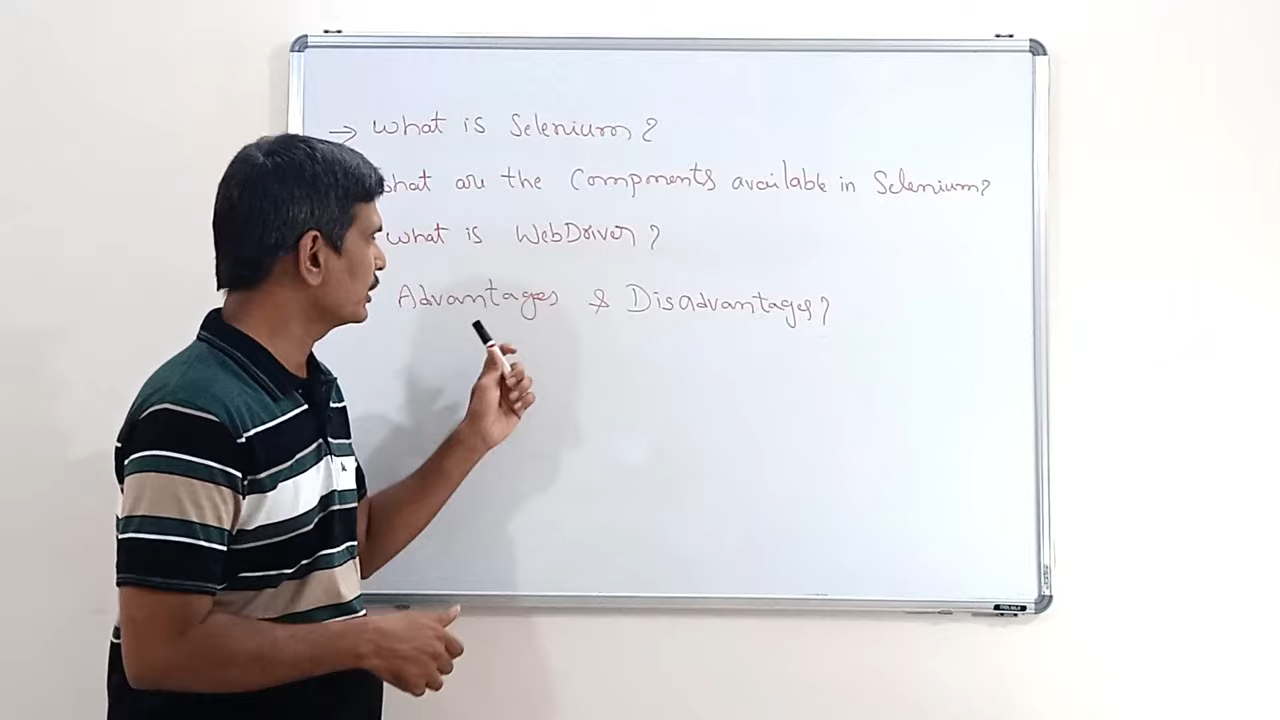 → What is Selenium?
What are the Components available in Selenium?
What is WebDriver?
Advantages & Disadvantages?